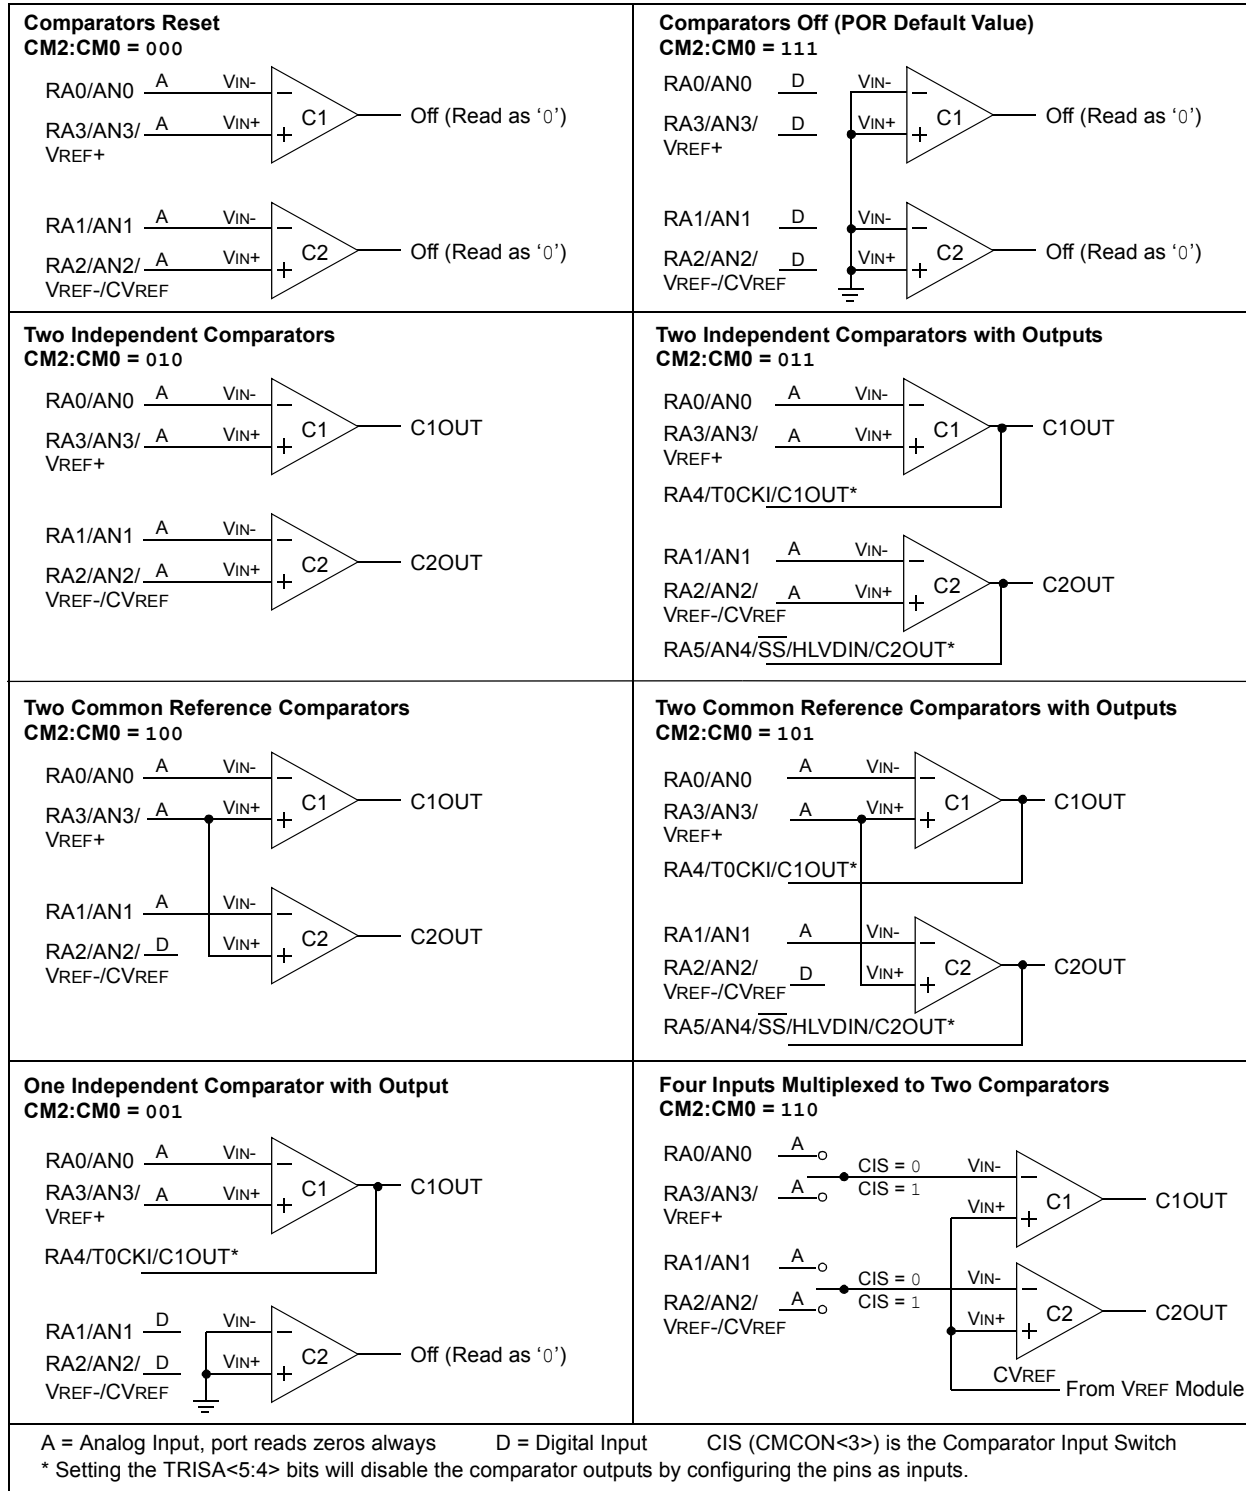 Comparators Reset
CM2:CM0 = 000
RA0/AN0 A VIN-
C1 Off (Read as ‘0’)
RA3/AN3/ A VIN+
VREF+
RA1/AN1 A VIN-
C2 Off (Read as ‘0’)
RA2/AN2/ A VIN+
VREF-/CVREF
Comparators Off (POR Default Value)
CM2:CM0 = 111
RA0/AN0 D VIN-
C1 Off (Read as ‘0’)
RA3/AN3/ D VIN+
VREF+
RA1/AN1 D VIN-
C2 Off (Read as ‘0’)
RA2/AN2/ D VIN+
VREF-/CVREF
Two Independent Comparators
CM2:CM0 = 010
RA0/AN0 A VIN-
C1 C1OUT
RA3/AN3/ A VIN+
VREF+
RA1/AN1 A VIN-
C2 C2OUT
RA2/AN2/ A VIN+
VREF-/CVREF
Two Independent Comparators with Outputs
CM2:CM0 = 011
RA0/AN0 A VIN-
C1 C1OUT
RA3/AN3/ A VIN+
VREF+
RA4/T0CKI/C1OUT*
RA1/AN1 A VIN-
C2 C2OUT
RA2/AN2/ A VIN+
VREF-/CVREF
RA5/AN4/SS/HLVDIN/C2OUT*
Two Common Reference Comparators
CM2:CM0 = 100
RA0/AN0 A VIN-
C1 C1OUT
RA3/AN3/ A VIN+
VREF+
RA1/AN1 A VIN-
C2 C2OUT
RA2/AN2/ D VIN+
VREF-/CVREF
Two Common Reference Comparators with Outputs
CM2:CM0 = 101
RA0/AN0 A VIN-
C1 C1OUT
RA3/AN3/ A VIN+
VREF+
RA4/T0CKI/C1OUT*
RA1/AN1 A VIN-
C2 C2OUT
RA2/AN2/ D VIN+
VREF-/CVREF
RA5/AN4/SS/HLVDIN/C2OUT*
One Independent Comparator with Output
CM2:CM0 = 001
RA0/AN0 A VIN-
C1 C1OUT
RA3/AN3/ A VIN+
VREF+
RA4/T0CKI/C1OUT*
RA1/AN1 D VIN-
C2 Off (Read as ‘0’)
RA2/AN2/ D VIN+
VREF-/CVREF
Four Inputs Multiplexed to Two Comparators
CM2:CM0 = 110
RA0/AN0 A CIS = 0 VIN-
RA3/AN3/ A CIS = 1
VREF+ VIN+ C1 C1OUT
RA1/AN1 A CIS = 0 VIN-
RA2/AN2/ A CIS = 1
VREF-/CVREF VIN+ C2 C2OUT
CVREF
From VREF Module
A = Analog Input, port reads zeros always D = Digital Input CIS (CMCON<3>) is the Comparator Input Switch
* Setting the TRISA<5:4> bits will disable the comparator outputs by configuring the pins as inputs.